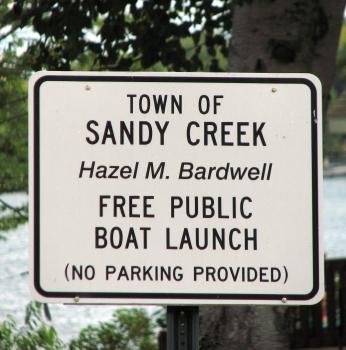 TOWN OF
SANDY CREEK
Hazel M. Bardwell
FREE PUBLIC
BOAT LAUNCH
(NO PARKING PROVIDED)